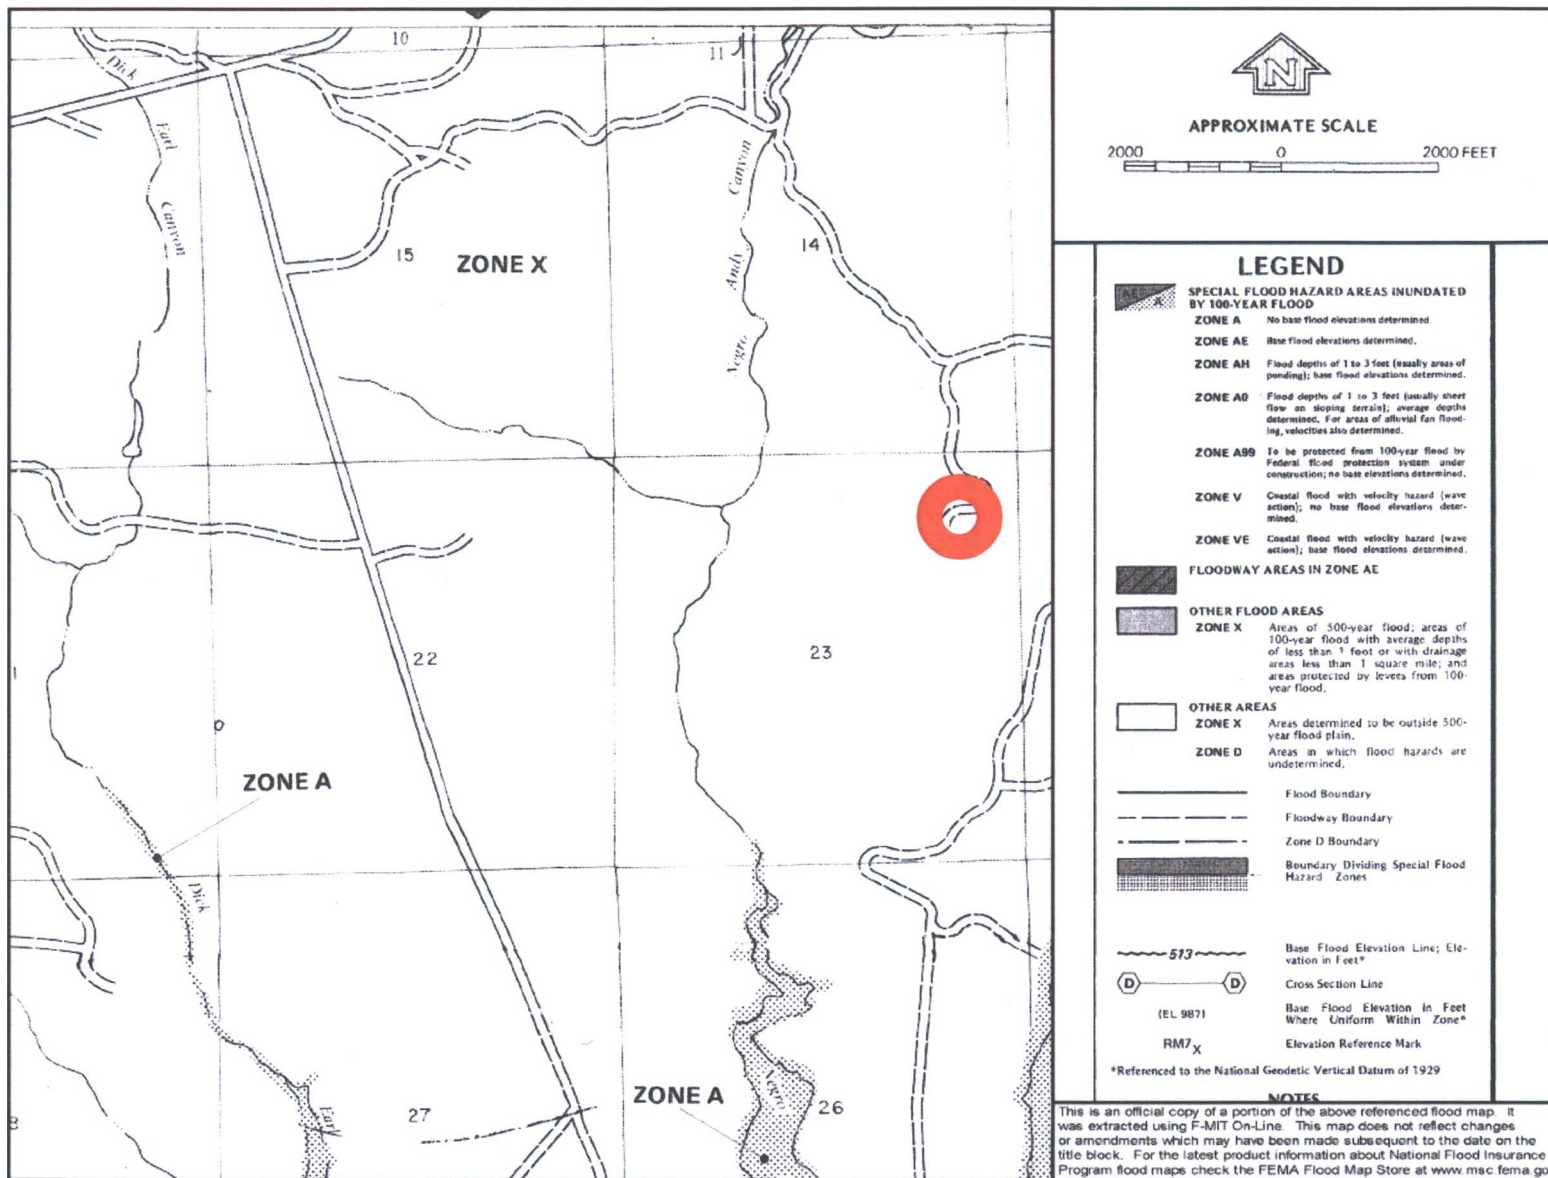 10
11
Dick
Earl
Canyon
15
ZONE X
Canyon
Andy
Negro
14
22
23
ZONE A
Dick
Earl
27
ZONE A
Negro
26
8
N
APPROXIMATE SCALE
2000 0 2000 FEET
LEGEND
SPECIAL FLOOD HAZARD AREAS INUNDATED
BY 100-YEAR FLOOD
ZONE A No base flood elevations determined.
ZONE AE Base flood elevations determined.
ZONE AH Flood depths of 1 to 3 feet (usually areas of
ponding); base flood elevations determined.
ZONE AO Flood depths of 1 to 3 feet (usually sheet
flow on sloping terrain); average depths
determined. For areas of alluvial fan flood-
ing, velocities also determined.
ZONE A99 To be protected from 100-year flood by
Federal flood protection system under
construction; no base elevations determined.
ZONE V Coastal flood with velocity hazard (wave
action); no base flood elevations deter-
mined.
ZONE VE Coastal flood with velocity hazard (wave
action); base flood elevations determined.
FLOODWAY AREAS IN ZONE AE
OTHER FLOOD AREAS
ZONE X Areas of 500-year flood; areas of
100-year flood with average depths
of less than 1 foot or with drainage
areas less than 1 square mile; and
areas protected by levees from 100-
year flood.
OTHER AREAS
ZONE X Areas determined to be outside 500-
year flood plain.
ZONE D Areas in which flood hazards are
undetermined.
Flood Boundary
Floodway Boundary
Zone D Boundary
Boundary Dividing Special Flood
Hazard Zones
513 Base Flood Elevation Line; Ele-
vation in Feet*
D D Cross Section Line
(EL 987) Base Flood Elevation in Feet
Where Uniform Within Zone*
RM7X Elevation Reference Mark
*Referenced to the National Geodetic Vertical Datum of 1929
NOTES
This is an official copy of a portion of the above referenced flood map. It
was extracted using F-MIT On-Line. This map does not reflect changes
or amendments which may have been made subsequent to the date on the
title block. For the latest product information about National Flood Insurance
Program flood maps check the FEMA Flood Map Store at www.msc.fema.go